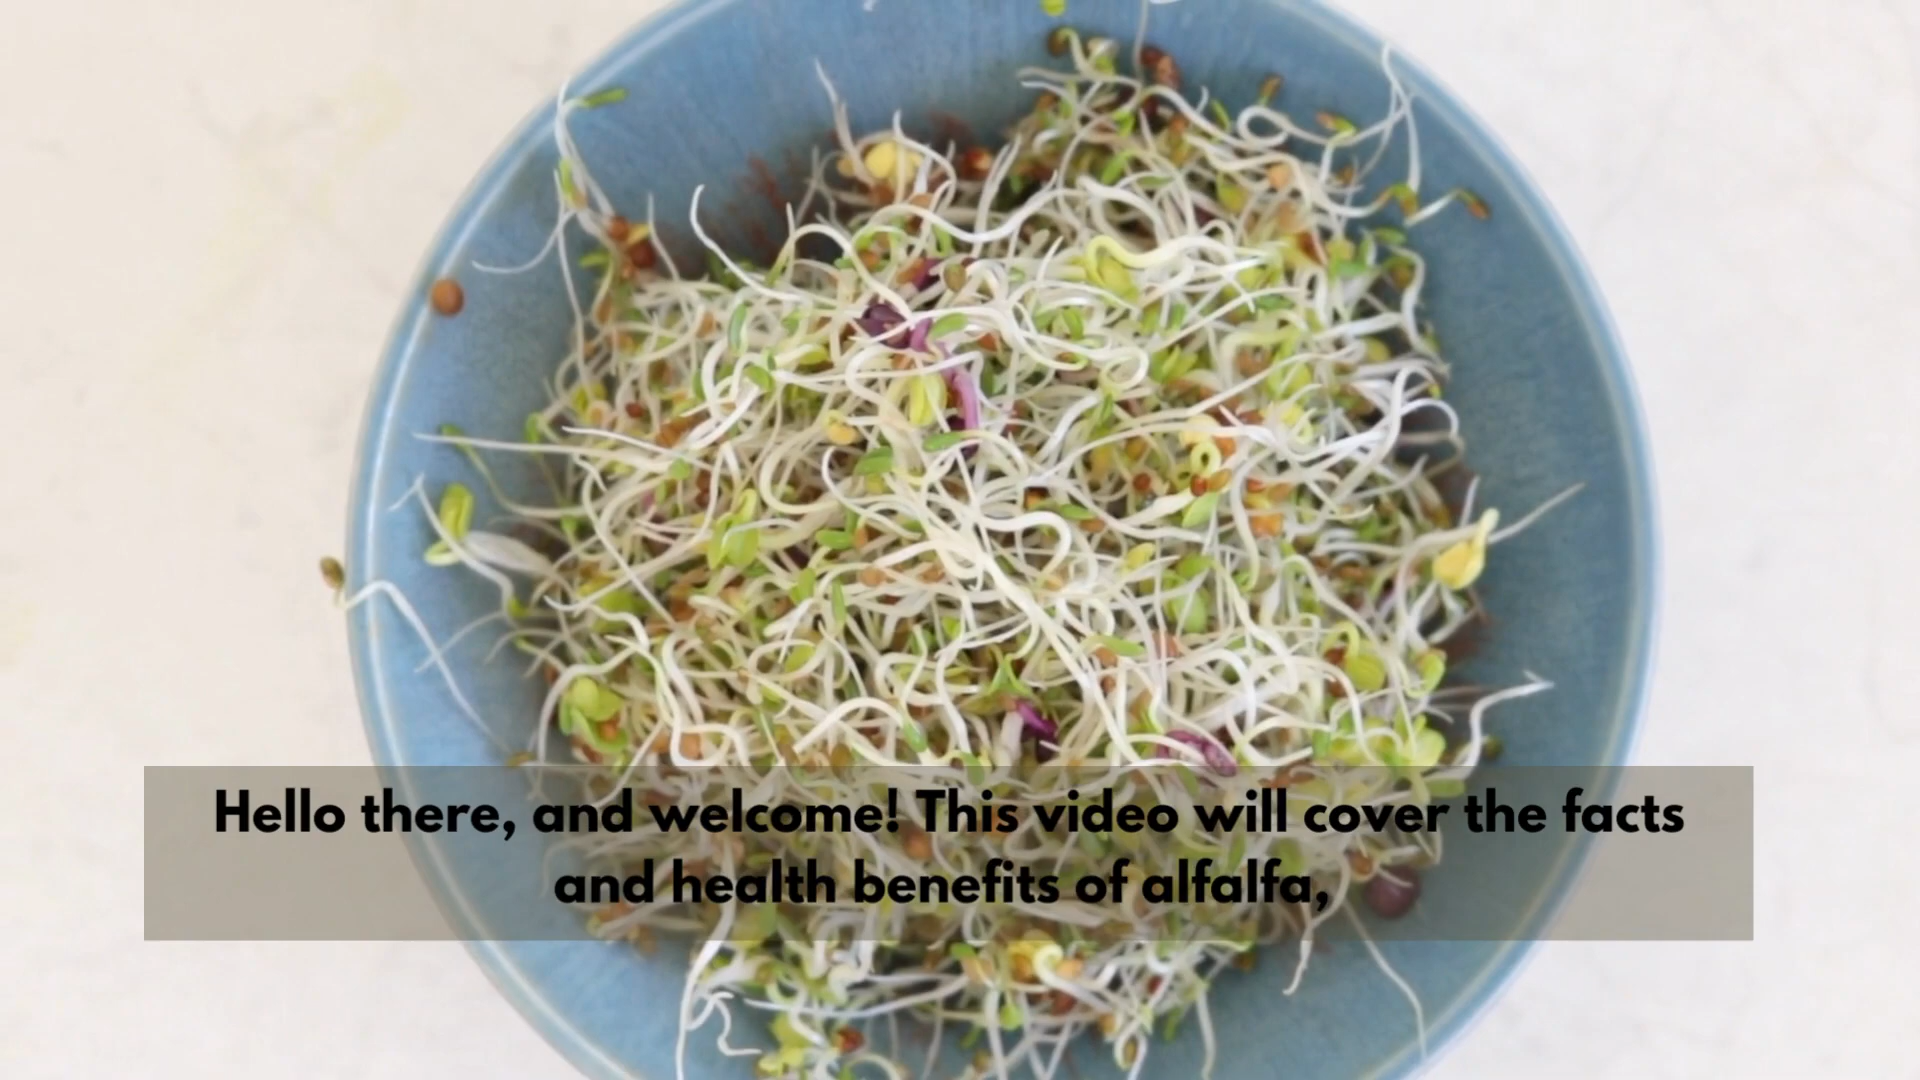 Hello there, and welcome! This video will cover the facts
and health benefits of alfalfa,